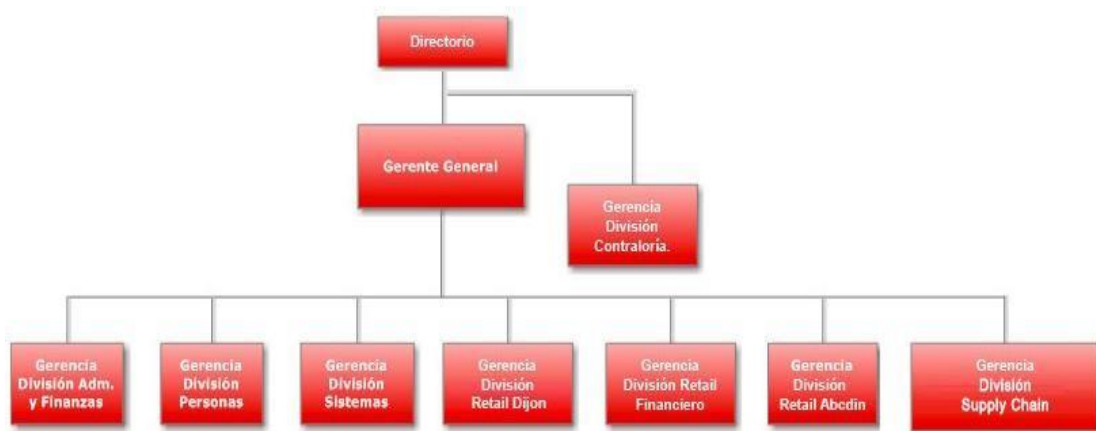 Directorio
Gerente General
Gerencia
División
Contraloría.
Gerencia
División Adm.
y Finanzas
Gerencia
División
Personas
Gerencia
División
Sistemas
Gerencia
División
Retail Dijon
Gerencia
División Retail
Financiero
Gerencia
División
Retail Abcdin
Gerencia
División
Supply Chain